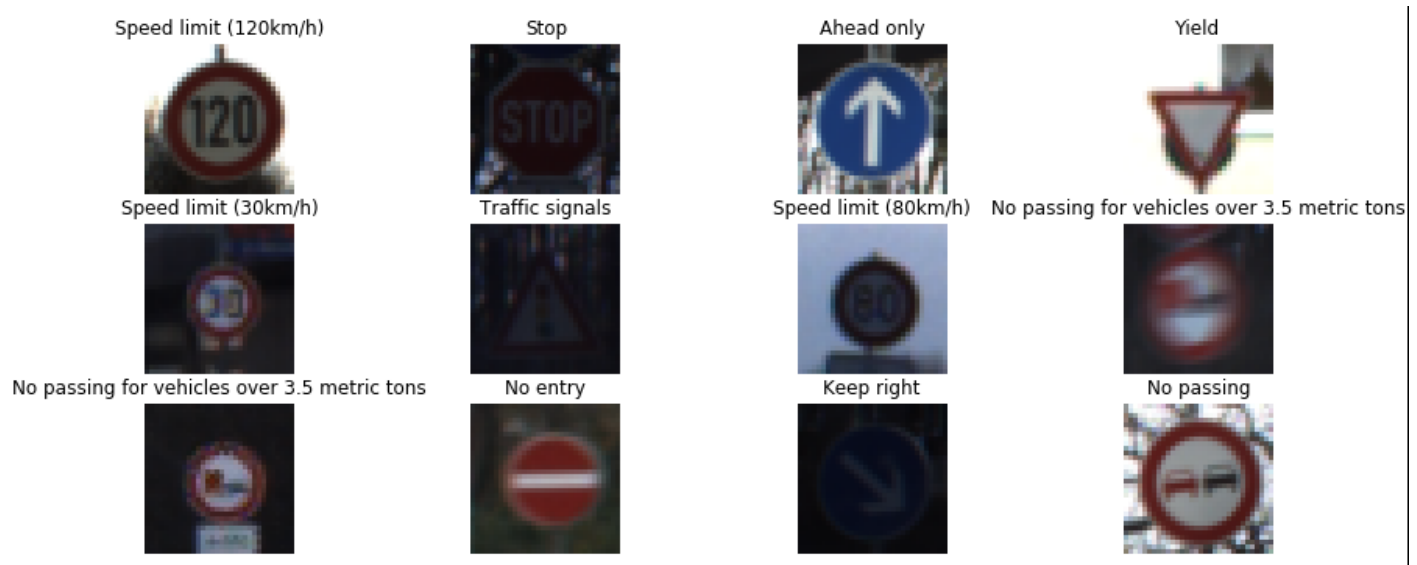 Speed limit (120km/h)
Stop
Ahead only
Yield
120
STOP
Speed limit (30km/h)
Traffic signals
Speed limit (80km/h)
No passing for vehicles over 3.5 metric tons
30
80
No passing for vehicles over 3.5 metric tons
No entry
Keep right
No passing